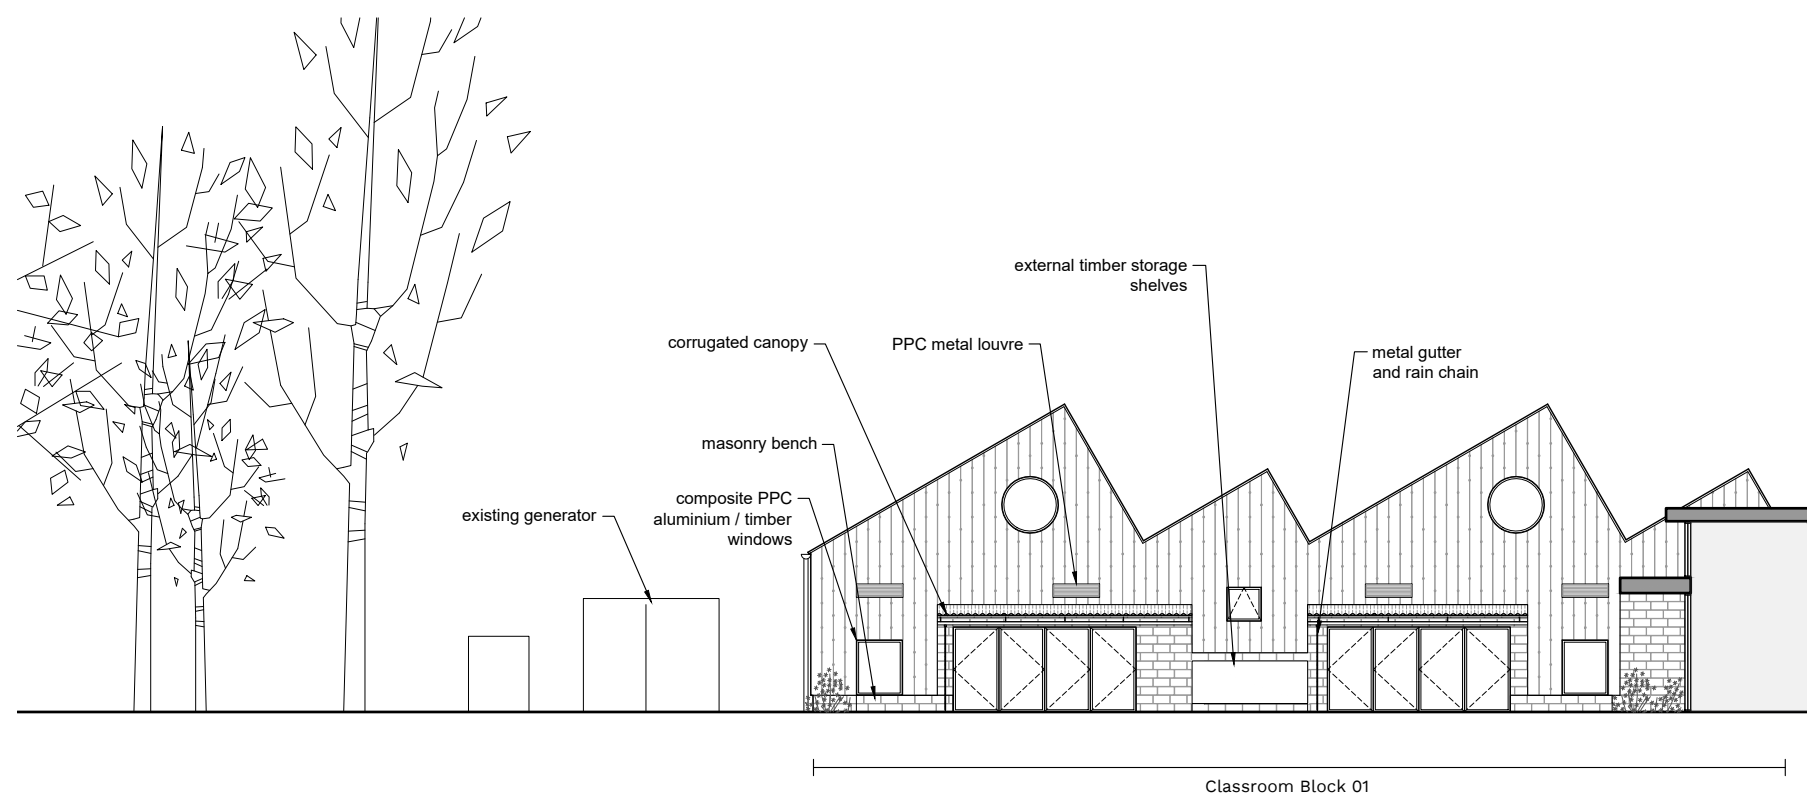 external timber storage
shelves
corrugated canopy
PPC metal louvre
metal gutter
and rain chain
masonry bench
composite PPC
aluminium / timber
windows
existing generator
Classroom Block 01